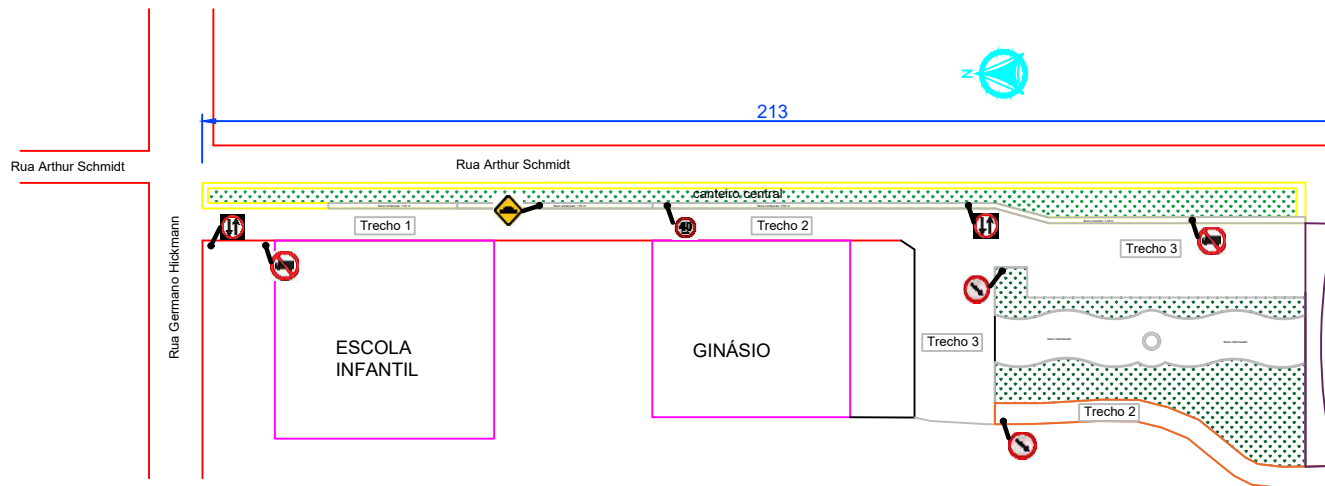 N
213
Rua Arthur Schmidt
Rua Arthur Schmidt
canteiro central
Trecho 1
40
Trecho 2
Trecho 3
Rua Germano Hickmann
ESCOLA
INFANTIL
GINÁSIO
Trecho 3
Trecho 2